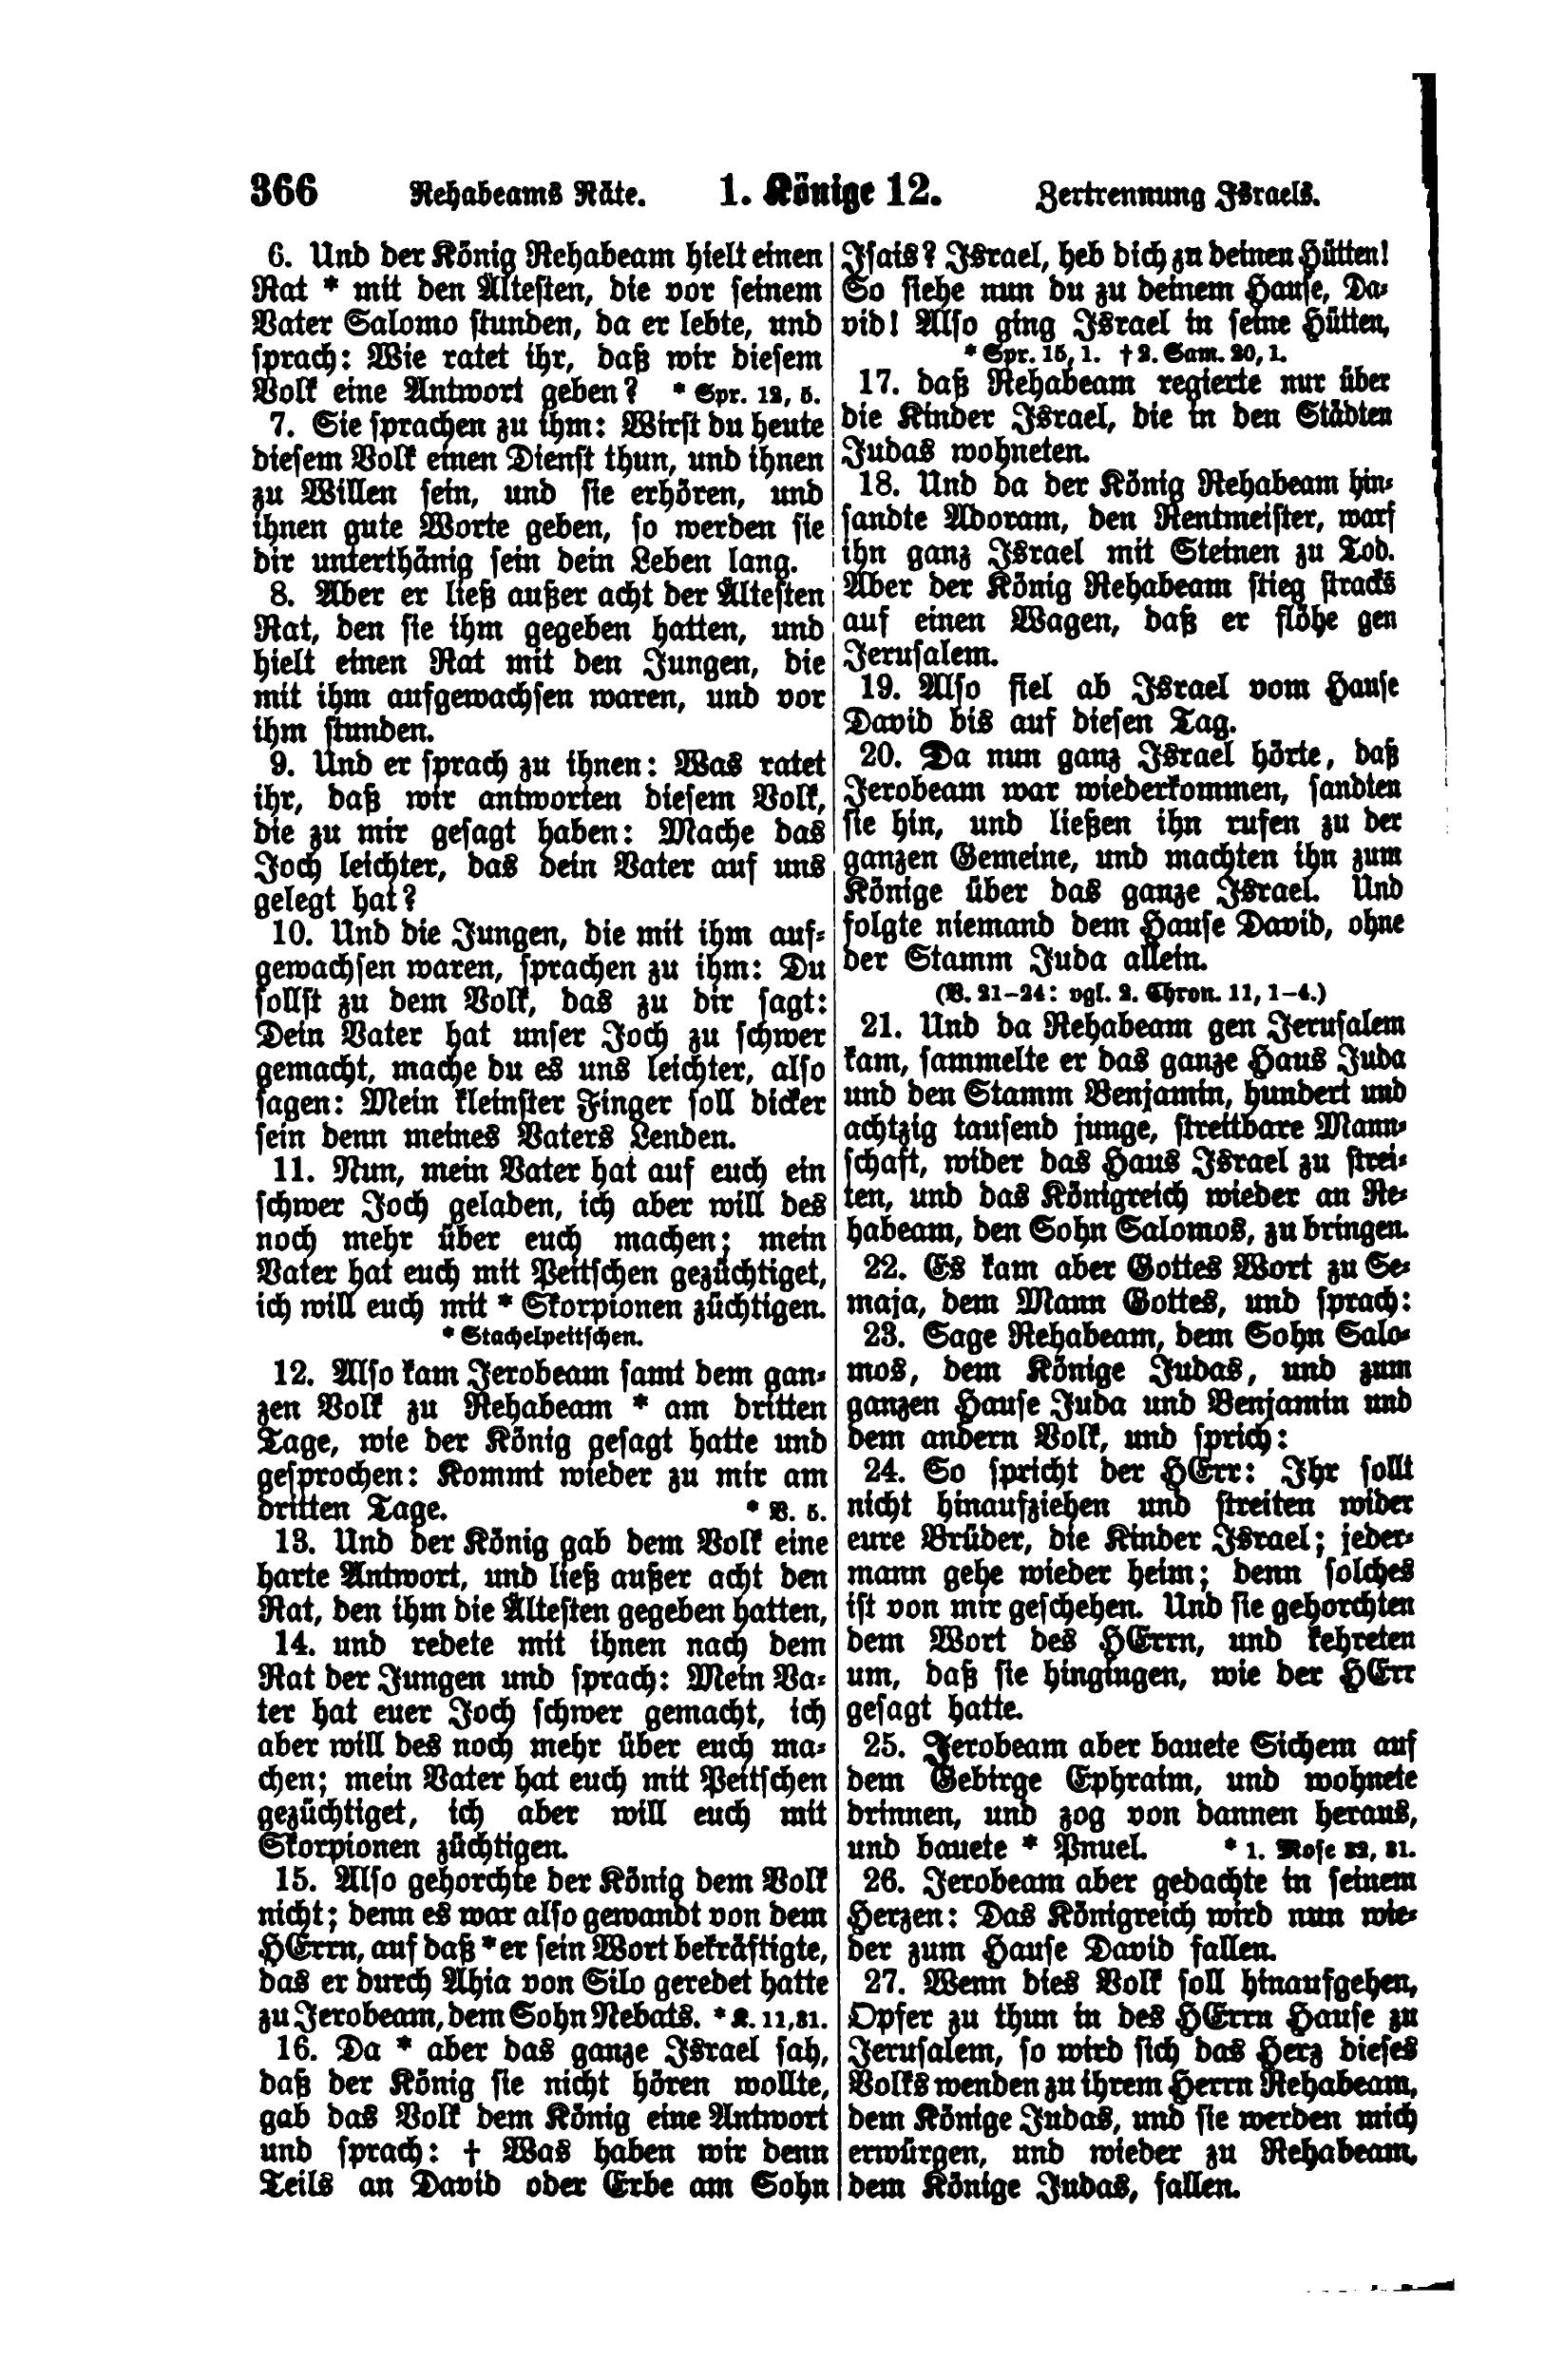 366 Rehabeams Räte. 1. Könige 12. Zertrennung Israels.
6. Und der König Rehabeam hielt einen
Rat * mit den Ältesten, die vor seinem
Vater Salomo stunden, da er lebte, und
sprach: Wie ratet ihr, daß wir diesem
Volk eine Antwort geben? * Spr. 12, 5.
7. Sie sprachen zu ihm: Wirst du heute
diesem Volk einen Dienst thun, und ihnen
zu Willen sein, und sie erhören, und
ihnen gute Worte geben, so werden sie
dir unterthänig sein dein Leben lang.
8. Aber er ließ außer acht der Ältesten
Rat, den sie ihm gegeben hatten, und
hielt einen Rat mit den Jungen, die
mit ihm aufgewachsen waren, und vor
ihm stunden.
9. Und er sprach zu ihnen: Was ratet
ihr, daß wir antworten diesem Volk,
die zu mir gesagt haben: Mache das
Joch leichter, das dein Vater auf uns
gelegt hat?
10. Und die Jungen, die mit ihm auf-
gewachsen waren, sprachen zu ihm: Du
sollst zu dem Volk, das zu dir sagt:
Dein Vater hat unser Joch zu schwer
gemacht, mache du es uns leichter, also
sagen: Mein kleinster Finger soll dicker
sein denn meines Vaters Lenden.
11. Nun, mein Vater hat auf euch ein
schwer Joch geladen, ich aber will des
noch mehr über euch machen; mein
Vater hat euch mit Peitschen gezüchtiget,
ich will euch mit * Skorpionen züchtigen.
* Stachelpeitschen.
12. Also kam Jerobeam samt dem gan-
zen Volk zu Rehabeam * am dritten
Tage, wie der König gesagt hatte und
gesprochen: Kommt wieder zu mir am
dritten Tage. * V. 5.
13. Und der König gab dem Volk eine
harte Antwort, und ließ außer acht den
Rat, den ihm die Ältesten gegeben hatten,
14. und redete mit ihnen nach dem
Rat der Jungen und sprach: Mein Va-
ter hat euer Joch schwer gemacht, ich
aber will des noch mehr über euch ma-
chen; mein Vater hat euch mit Peitschen
gezüchtiget, ich aber will euch mit
Skorpionen züchtigen.
15. Also gehorchte der König dem Volk
nicht; denn es war also gewandt von dem
HErrn, auf daß * er sein Wort bekräftigte,
das er durch Ahia von Silo geredet hatte
zu Jerobeam, dem Sohn Nebats. * K. 11, 31.
16. Da * aber das ganze Israel sah,
daß der König sie nicht hören wollte,
gab das Volk dem König eine Antwort
und sprach: † Was haben wir denn
Teils an David oder Erbe am Sohn
Isais? Israel, heb dich zu deinen Hütten!
So siehe nun du zu deinem Hause, Da-
vid! Also ging Israel in seine Hütten,
* Spr. 15, 1. † 2. Sam. 20, 1.
17. daß Rehabeam regierte nur über
die Kinder Israel, die in den Städten
Judas wohneten.
18. Und da der König Rehabeam hin-
sandte Adoram, den Rentmeister, warf
ihn ganz Israel mit Steinen zu Tod.
Aber der König Rehabeam stieg stracks
auf einen Wagen, daß er flöhe gen
Jerusalem.
19. Also fiel ab Israel vom Hause
David bis auf diesen Tag.
20. Da nun ganz Israel hörte, daß
Jerobeam war wiederkommen, sandten
sie hin, und ließen ihn rufen zu der
ganzen Gemeine, und machten ihn zum
Könige über das ganze Israel. Und
folgte niemand dem Hause David, ohne
der Stamm Juda allein.
(V. 21–24: vgl. 2. Chron. 11, 1–4.)
21. Und da Rehabeam gen Jerusalem
kam, sammelte er das ganze Haus Juda
und den Stamm Benjamin, hundert und
achtzig tausend junge, streitbare Mann-
schaft, wider das Haus Israel zu strei-
ten, und das Königreich wieder an Re-
habeam, den Sohn Salomos, zu bringen.
22. Es kam aber Gottes Wort zu Se-
maja, dem Mann Gottes, und sprach:
23. Sage Rehabeam, dem Sohn Salo-
mos, dem Könige Judas, und zum
ganzen Hause Juda und Benjamin und
dem andern Volk, und sprich:
24. So spricht der HErr: Ihr sollt
nicht hinaufziehen und streiten wider
eure Brüder, die Kinder Israel; jeder-
mann gehe wieder heim; denn solches
ist von mir geschehen. Und sie gehorchten
dem Wort des HErrn, und kehreten
um, daß sie hingingen, wie der HErr
gesagt hatte.
25. Jerobeam aber bauete Sichem auf
dem Gebirge Ephraim, und wohnete
drinnen, und zog von dannen heraus,
und bauete * Pnuel. * 1. Mose 32, 31.
26. Jerobeam aber gedachte in seinem
Herzen: Das Königreich wird nun wie-
der zum Hause David fallen.
27. Wenn dies Volk soll hinaufgehen,
Opfer zu thun in des HErrn Hause zu
Jerusalem, so wird sich das Herz dieses
Volks wenden zu ihrem Herrn Rehabeam,
dem Könige Judas, und sie werden mich
erwürgen, und wieder zu Rehabeam,
dem Könige Judas, fallen.